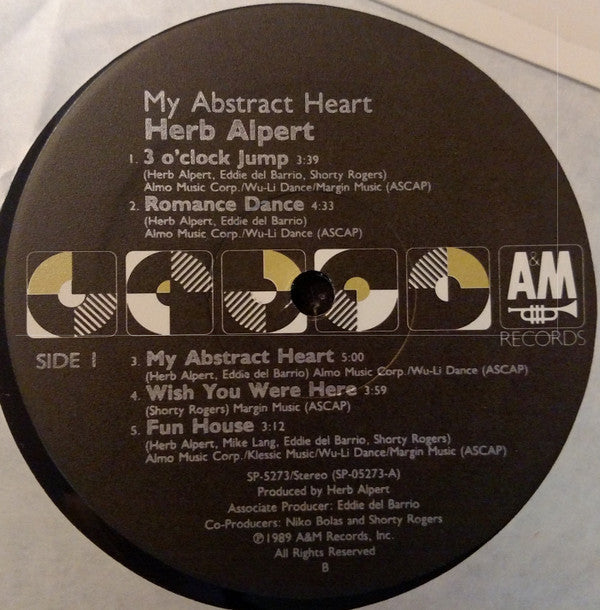 My Abstract Heart
Herb Alpert
1. 3 o'clock Jump 3:39
(Herb Alpert, Eddie del Barrio, Shorty Rogers)
Almo Music Corp./Wu-Li Dance/Margin Music (ASCAP)
2. Romance Dance 4:33
(Herb Alpert, Eddie del Barrio)
Almo Music Corp./Wu-Li Dance (ASCAP)
A&M
RECORDS
SIDE 1
3. My Abstract Heart 5:00
(Herb Alpert, Eddie del Barrio) Almo Music Corp./Wu-Li Dance (ASCAP)
4. Wish You Were Here 3:59
(Shorty Rogers) Margin Music (ASCAP)
5. Fun House 3:12
(Herb Alpert, Mike Lang, Eddie del Barrio, Shorty Rogers)
Almo Music Corp./Klessic Music/Wu-Li Dance/Margin Music (ASCAP)
SP-5273/Stereo (SP-05273-A)
Produced by Herb Alpert
Associate Producer: Eddie del Barrio
Co-Producers: Niko Bolas and Shorty Rogers
℗1989 A&M Records, Inc.
All Rights Reserved
B